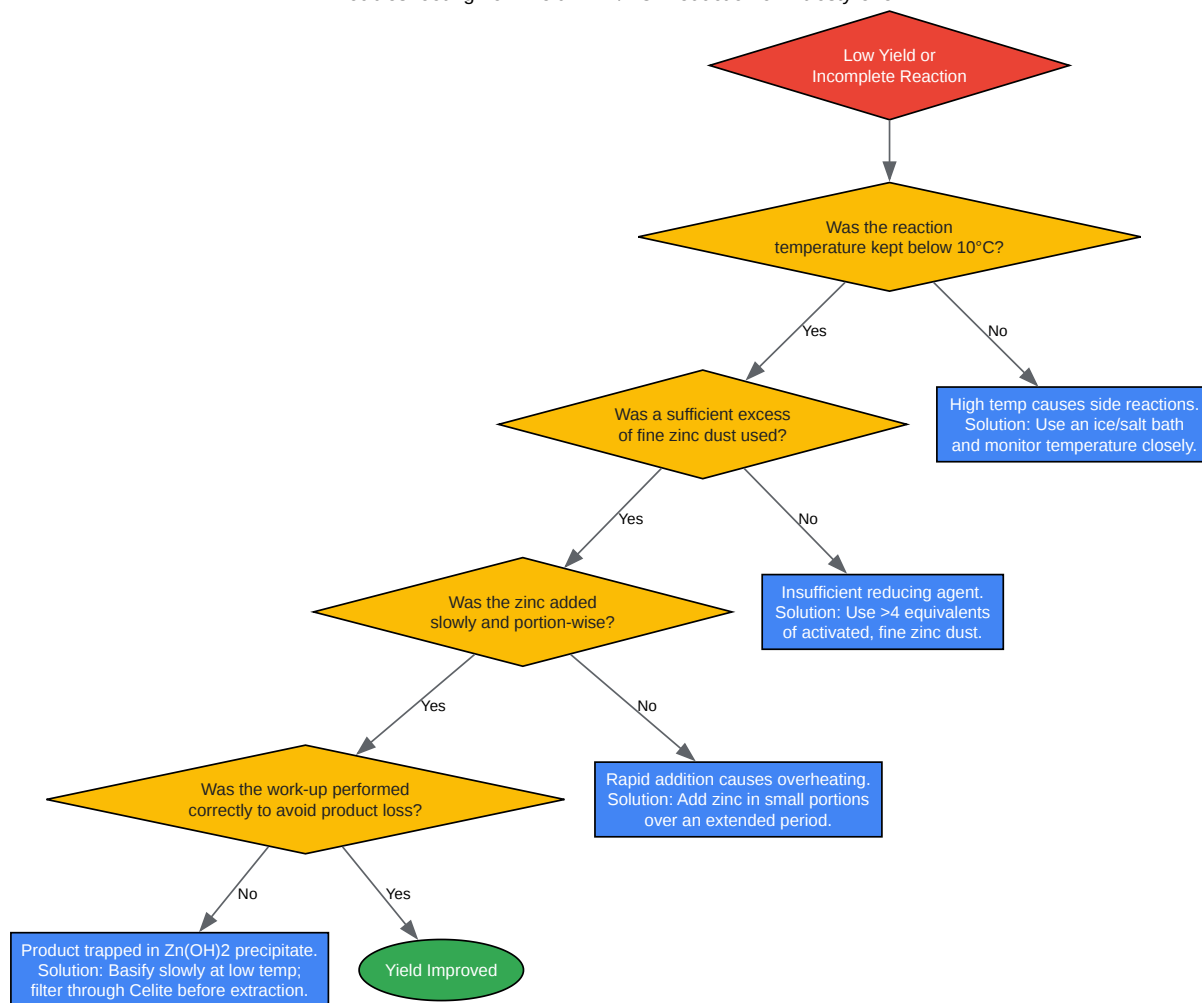 Low Yield or
Incomplete Reaction
Was the reaction
temperature kept below 10°C?
Yes
No
Was a sufficient excess
of fine zinc dust used?
High temp causes side reactions.
Solution: Use an ice/salt bath
and monitor temperature closely.
Yes
No
Was the zinc added
slowly and portion-wise?
Insufficient reducing agent.
Solution: Use >4 equivalents
of activated, fine zinc dust.
Yes
No
Was the work-up performed
correctly to avoid product loss?
Rapid addition causes overheating.
Solution: Add zinc in small portions
over an extended period.
No
Yes
Product trapped in Zn(OH)2 precipitate.
Solution: Basify slowly at low temp;
filter through Celite before extraction.
Yield Improved